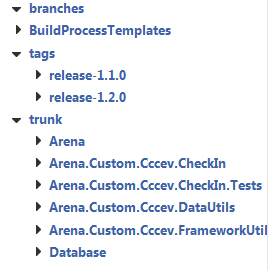 branches
BuildProcessTemplates
tags
release-1.1.0
release-1.2.0
trunk
Arena
Arena.Custom.Cccev.CheckIn
Arena.Custom.Cccev.CheckIn.Tests
Arena.Custom.Cccev.DataUtils
Arena.Custom.Cccev.FrameworkUtil
Database